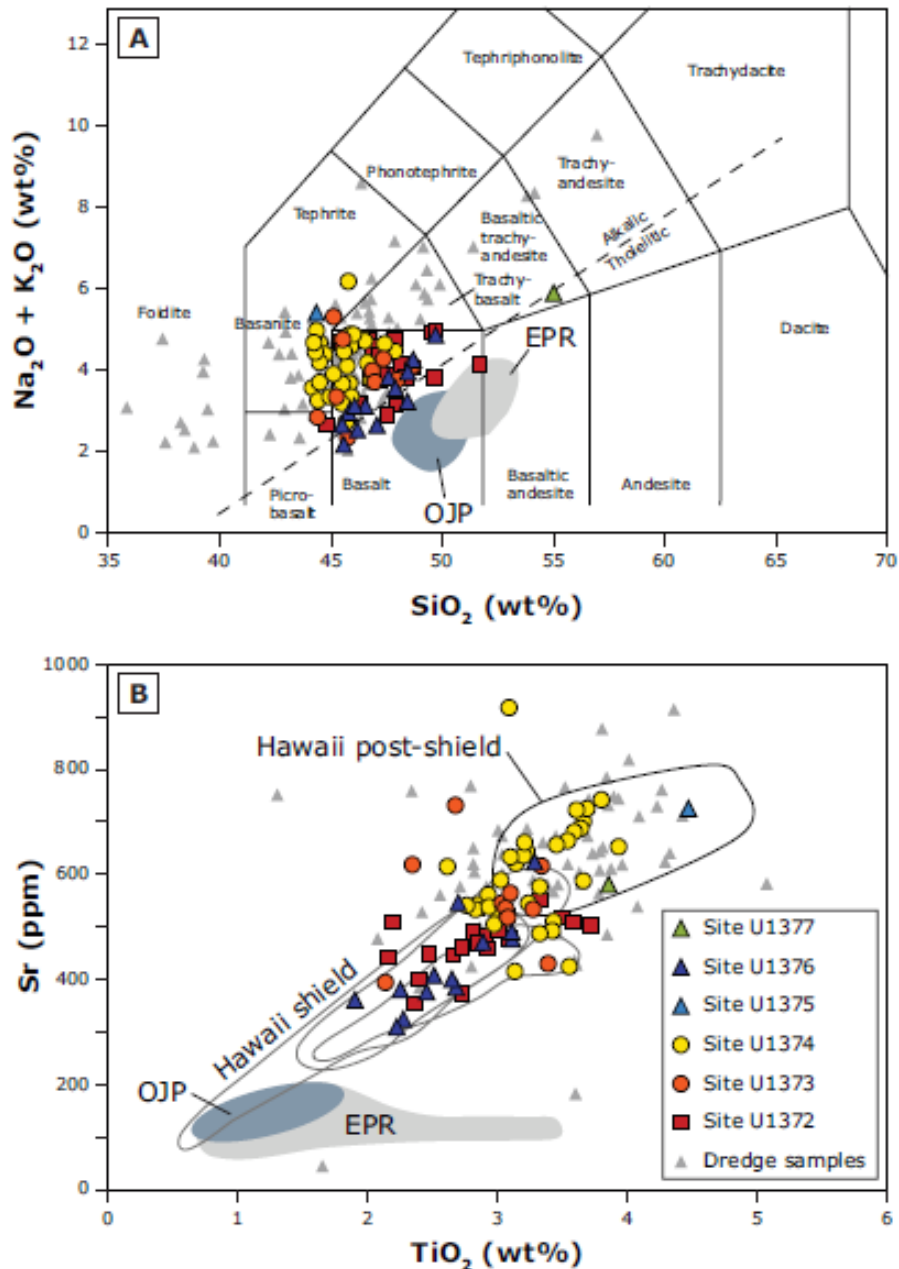 A
12
10
8
6
4
2
0
Na₂O + K₂O (wt%)
Tephriphonolite
Trachydacite
Phonotephrite
Trachy-
andesite
Tephrite
Basaltic
trachy-
andesite
Alkalic
Tholeiitic
Trachy-
basalt
Foidite
Basanite
EPR
Dacite
Picro-
basalt
Basalt
OJP
Basaltic
andesite
Andesite
35 40 45 50 55 60 65 70
SiO₂ (wt%)
B
1000
800
600
400
200
0
Sr (ppm)
Hawaii post-shield
Hawaii shield
OJP
EPR
Site U1377
Site U1376
Site U1375
Site U1374
Site U1373
Site U1372
Dredge samples
0 1 2 3 4 5 6
TiO₂ (wt%)